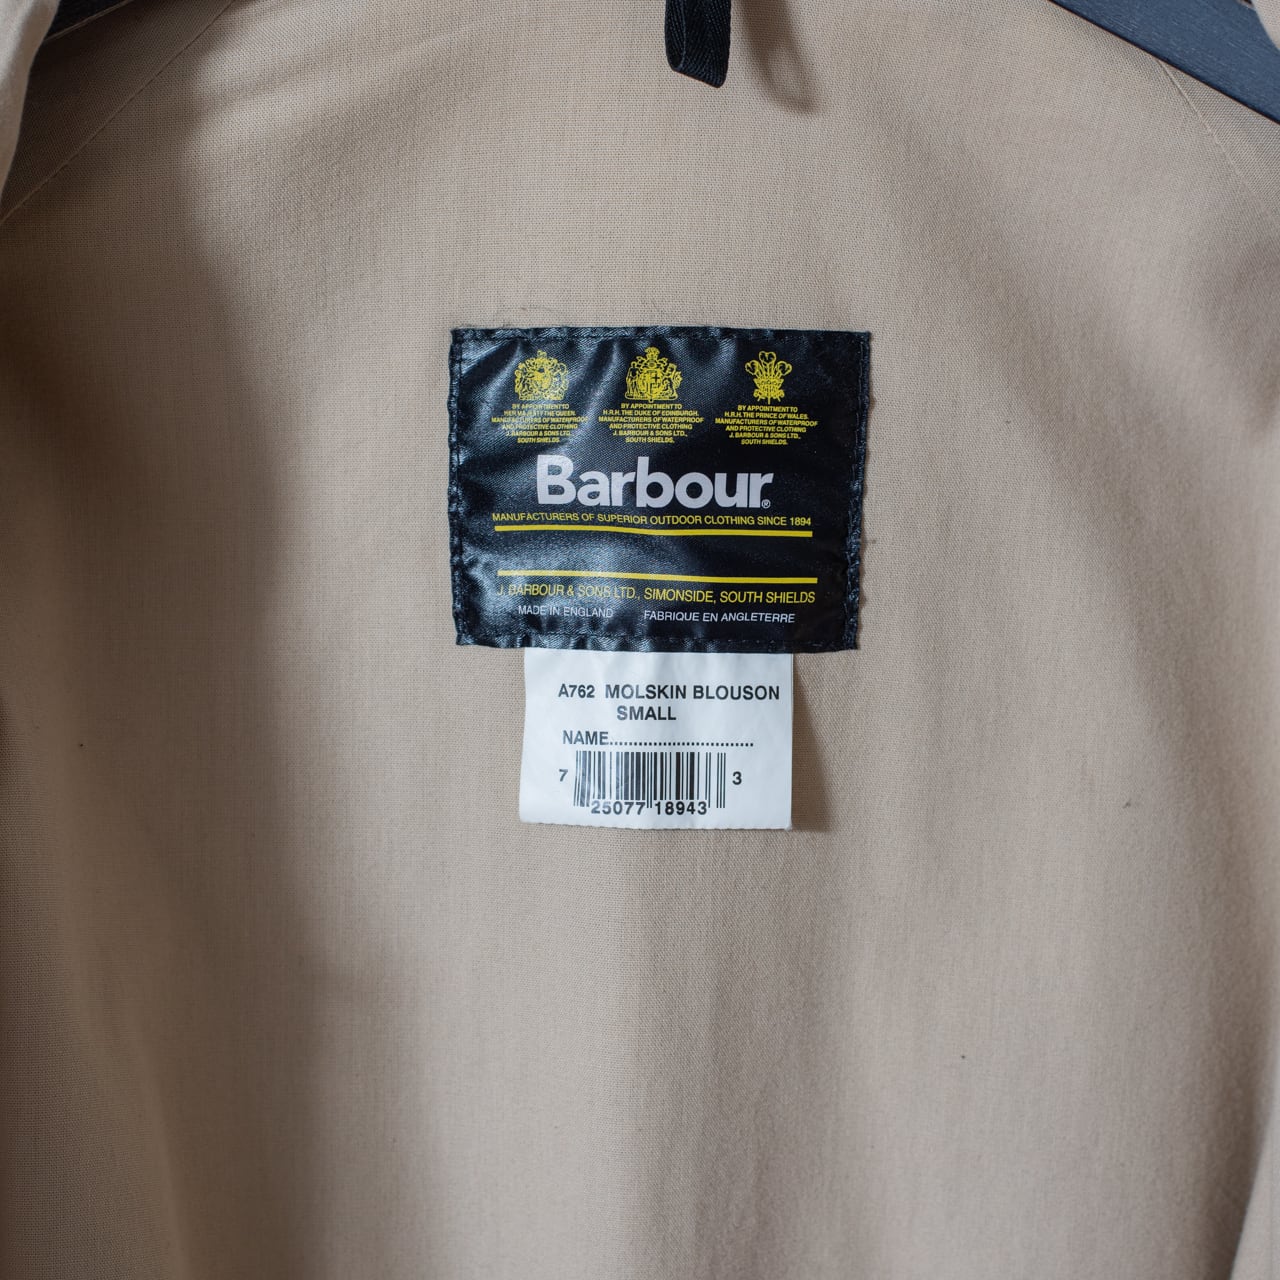 BY APPOINTMENT TO
HER MAJESTY THE QUEEN.
MANUFACTURERS OF WATERPROOF
AND PROTECTIVE CLOTHING
J. BARBOUR & SONS LTD.,
SOUTH SHIELDS.
BY APPOINTMENT TO
H.R.H. THE DUKE OF EDINBURGH.
MANUFACTURERS OF WATERPROOF
AND PROTECTIVE CLOTHING
J. BARBOUR & SONS LTD.,
SOUTH SHIELDS.
BY APPOINTMENT TO
H.R.H. THE PRINCE OF WALES.
MANUFACTURERS OF WATERPROOF
AND PROTECTIVE CLOTHING
J. BARBOUR & SONS LTD.,
SOUTH SHIELDS.
Barbour®
MANUFACTURERS OF SUPERIOR OUTDOOR CLOTHING SINCE 1894
J. BARBOUR & SONS LTD., SIMONSIDE, SOUTH SHIELDS
MADE IN ENGLAND FABRIQUE EN ANGLETERRE
A762 MOLSKIN BLOUSON
SMALL
NAME..............................
7 25077 18943 3